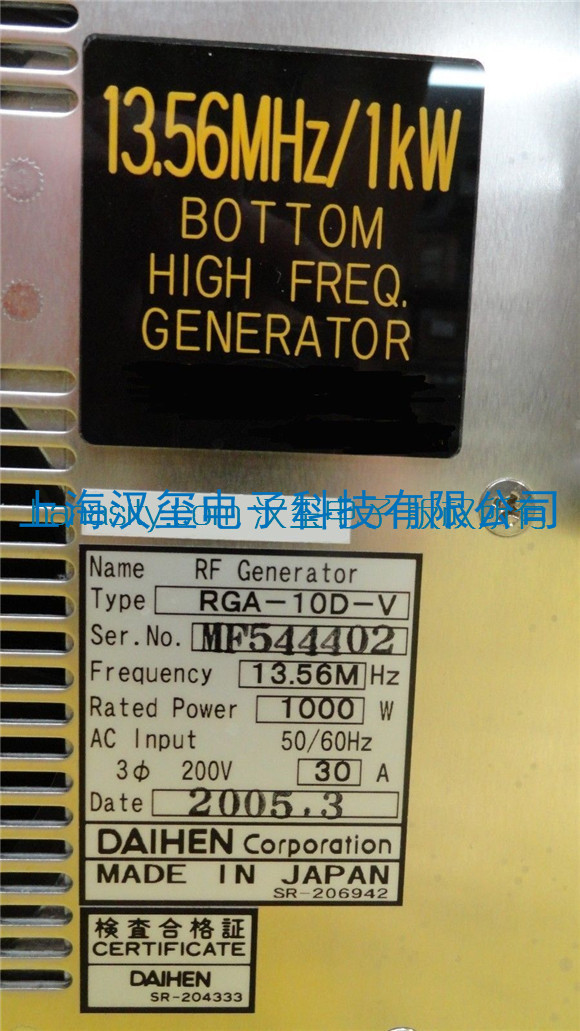 13.56MHz/1kW
BOTTOM
HIGH FREQ.
GENERATOR
上海汉玺电子科技有限公司
Name RF Generator
Type RGA-10D-V
Ser.No. MF544402
Frequency 13.56M Hz
Rated Power 1000 W
AC Input 50/60Hz
3φ 200V 30 A
Date 2005.3
DAIHEN Corporation
MADE IN JAPAN
SR-206942
検査合格証
CERTIFICATE
DAIHEN
SR-204333